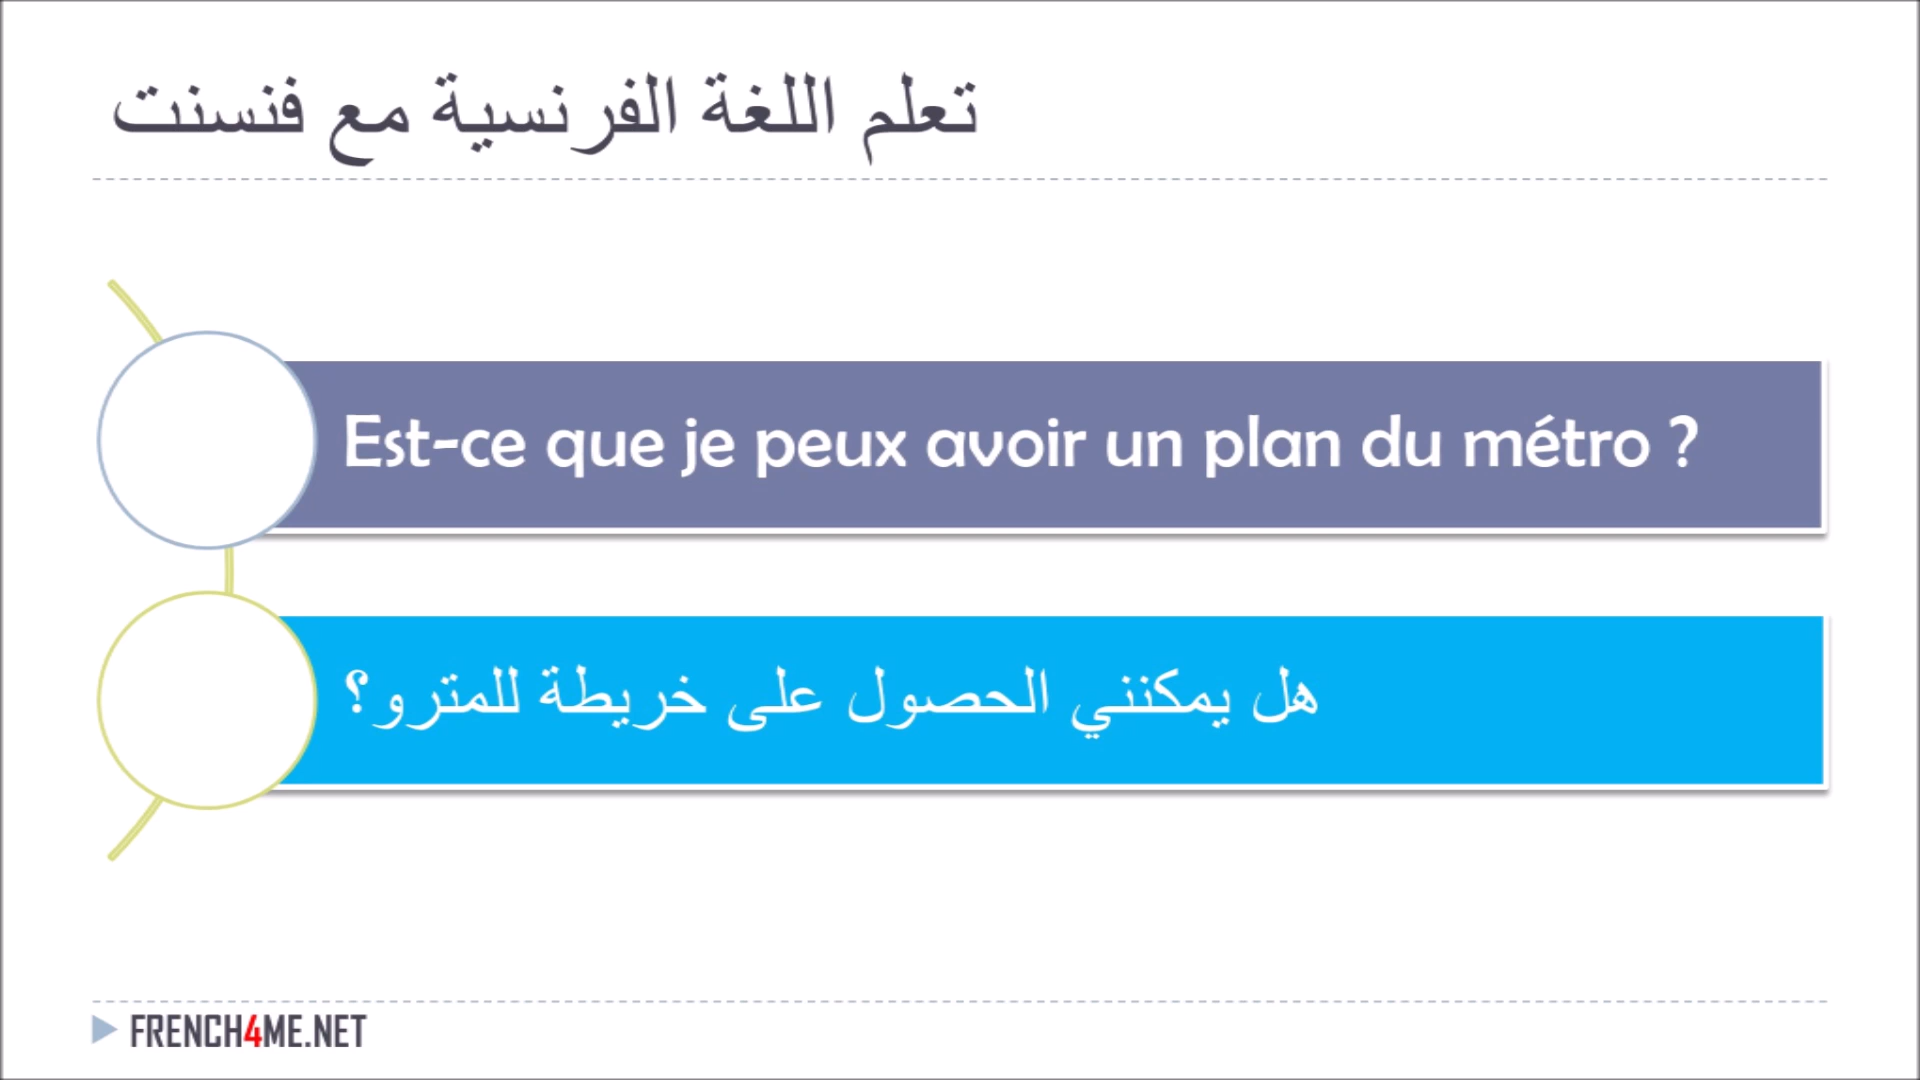 تعلم اللغة الفرنسية مع فنسنت
Est-ce que je peux avoir un plan du métro ?
هل يمكنني الحصول على خريطة للمترو؟
FRENCH4ME.NET